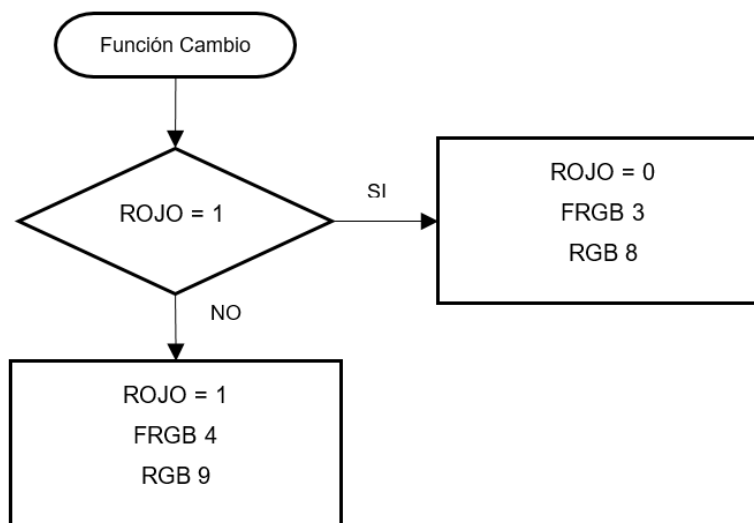 Función Cambio
ROJO = 1
SI
ROJO = 0
FRGB 3
RGB 8
NO
ROJO = 1
FRGB 4
RGB 9